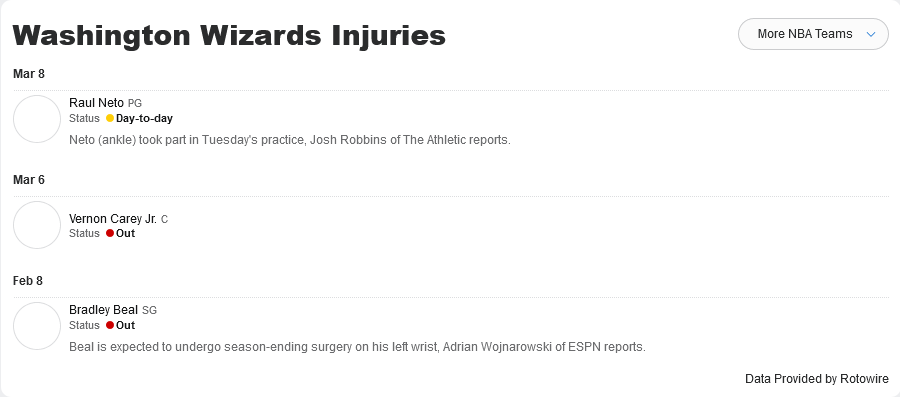 Washington Wizards Injuries
More NBA Teams
Mar 8
Raul Neto PG
Status Day-to-day
Neto (ankle) took part in Tuesday's practice, Josh Robbins of The Athletic reports.
Mar 6
Vernon Carey Jr. C
Status Out
Feb 8
Bradley Beal SG
Status Out
Beal is expected to undergo season-ending surgery on his left wrist, Adrian Wojnarowski of ESPN reports.
Data Provided by Rotowire